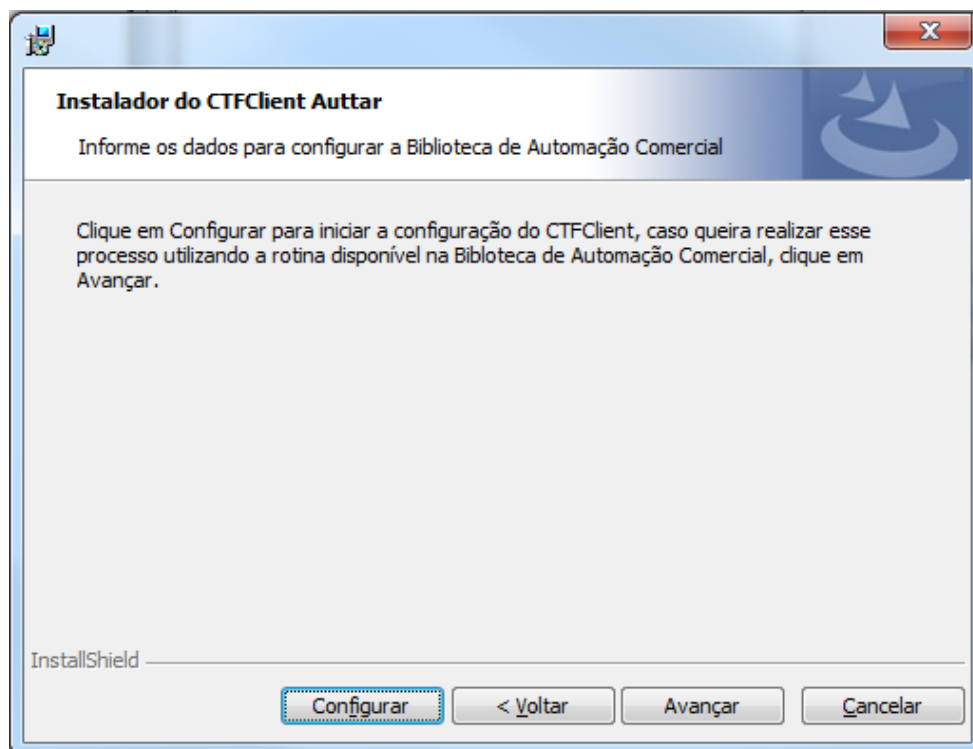 Instalador do CTFClient Auttar
Informe os dados para configurar a Biblioteca de Automação Comercial
Clique em Configurar para iniciar a configuração do CTFClient, caso queira realizar esse
processo utilizando a rotina disponível na Bibloteca de Automação Comercial, clique em
Avançar.
InstallShield
Configurar
< Voltar
Avançar
Cancelar